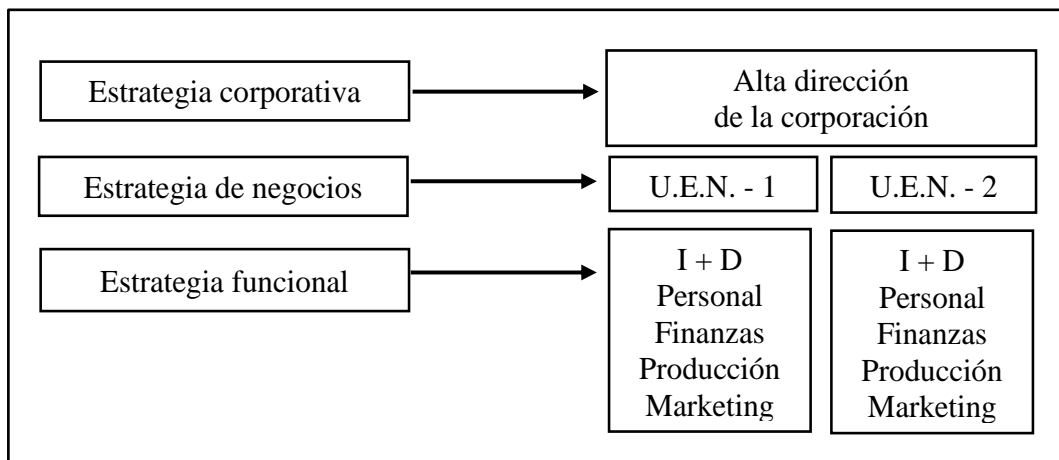 Estrategia corporativa
Alta dirección
de la corporación
Estrategia de negocios
U.E.N. - 1
U.E.N. - 2
Estrategia funcional
I + D
Personal
Finanzas
Producción
Marketing
I + D
Personal
Finanzas
Producción
Marketing